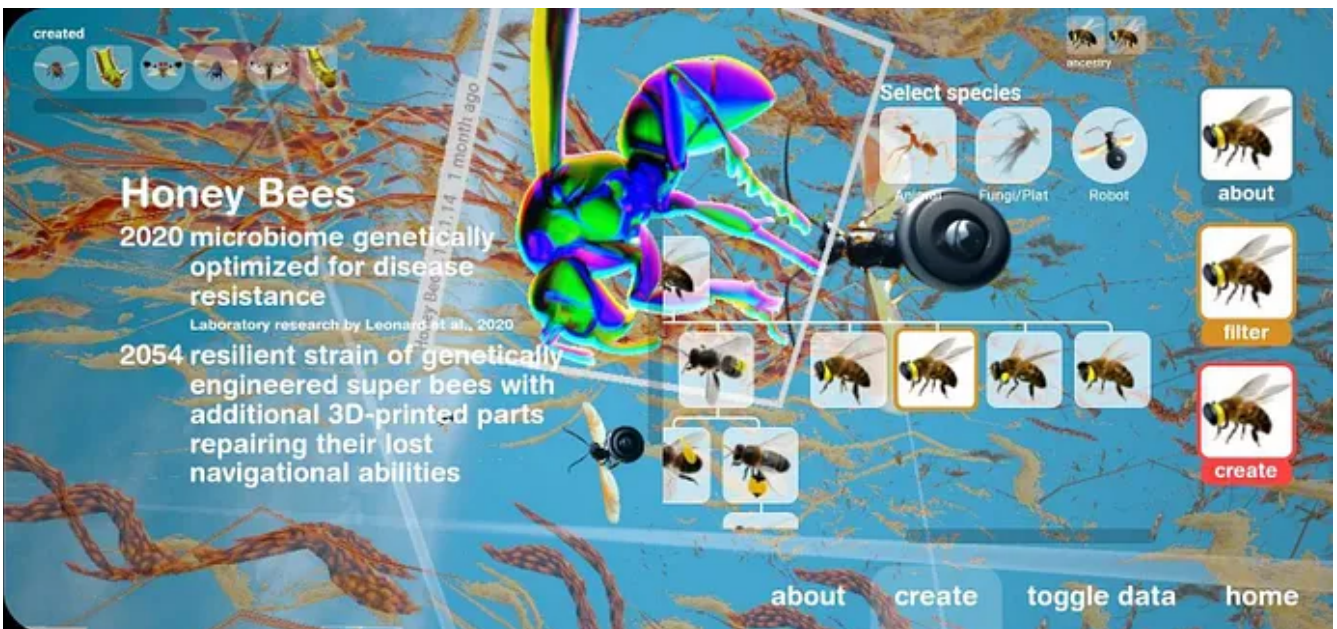 created
ancestry
Select species
Animal
Fungi/Plat
Robot
about
filter
create
Honey Bees
2020 microbiome genetically
optimized for disease
resistance
Laboratory research by Leonard et al., 2020
2054 resilient strain of genetically
engineered super bees with
additional 3D-printed parts
repairing their lost
navigational abilities
1 month ago
about
create
toggle data
home